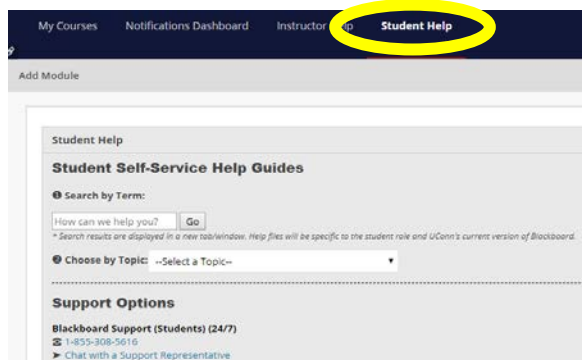 My Courses Notifications Dashboard Instructor Student Help
Add Module
Student Help
Student Self-Service Help Guides
❶ Search by Term:
How can we help you? Go
* Search results are displayed in a new tab/window. Help files will be specific to the student role and UConn's current version of Blackboard.
❷ Choose by Topic: --Select a Topic--
Support Options
Blackboard Support (Students) (24/7)
☎ 1-855-308-5616
➤ Chat with a Support Representative